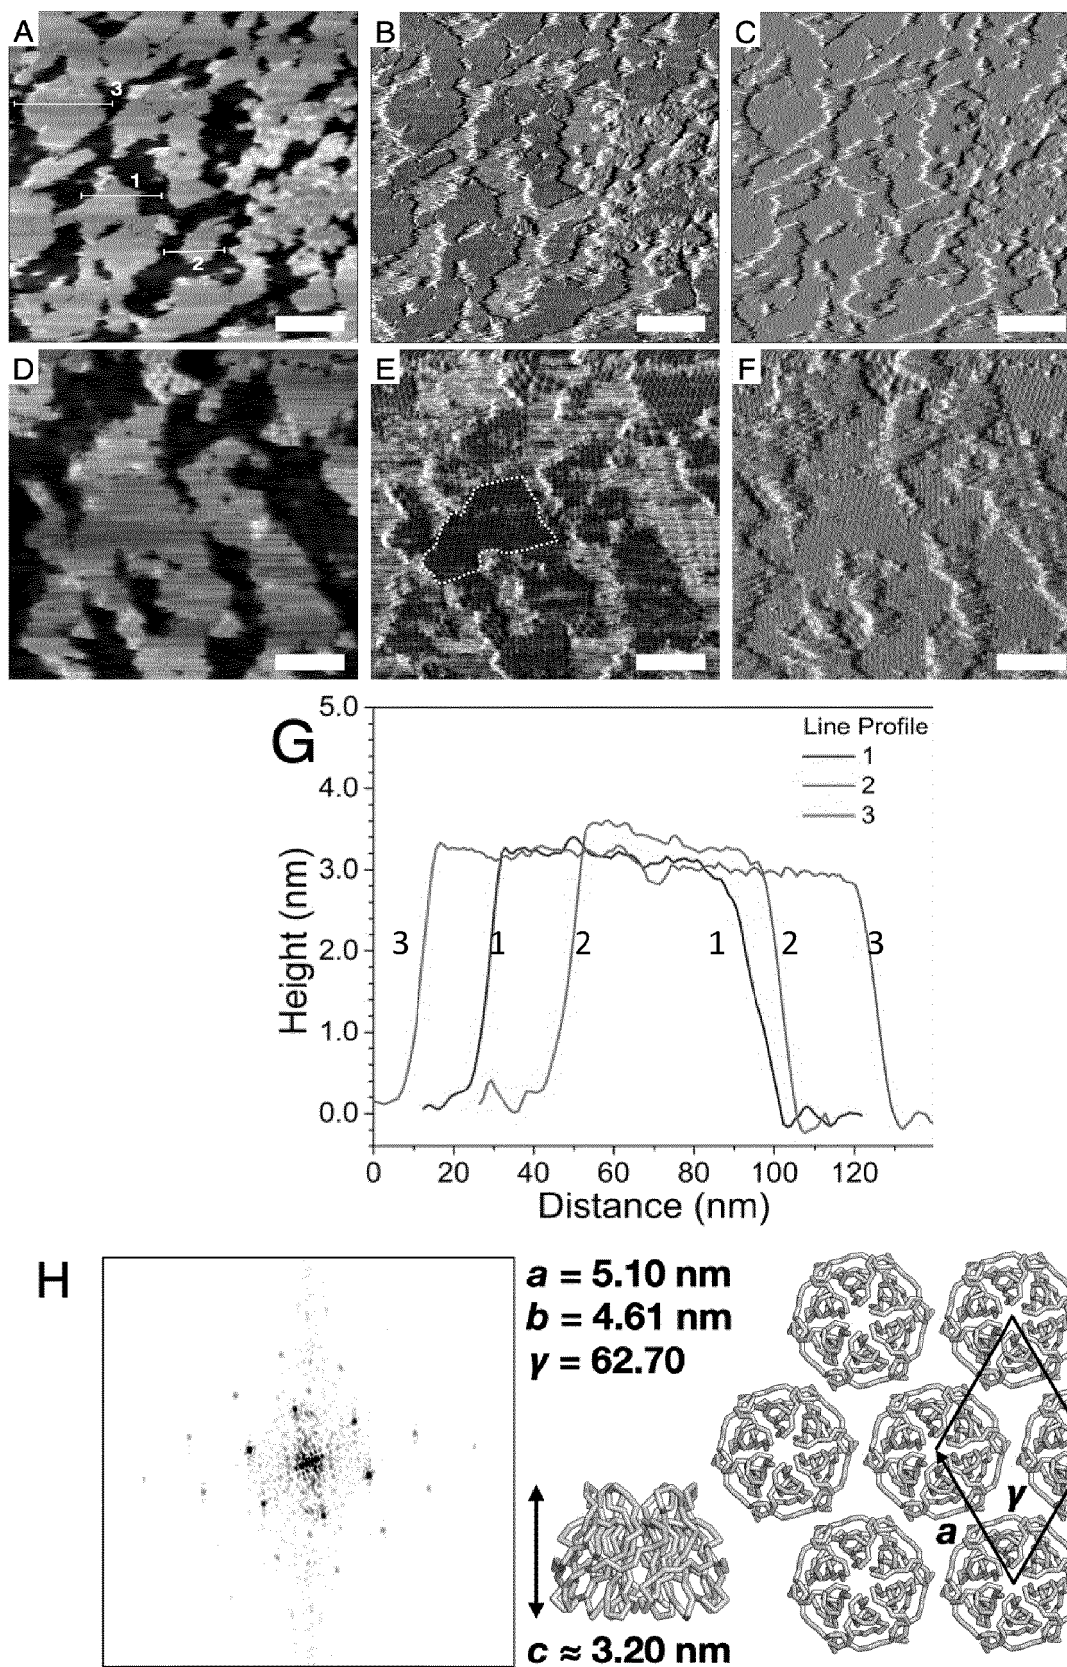 A
B
C
3
1
2
D
E
F
G
Line Profile
1
2
3
5.0
4.0
3.0
2.0
1.0
0.0
Height (nm)
3
1
2
1
2
3
0
20
40
60
80
100
120
Distance (nm)
H
a = 5.10 nm
b = 4.61 nm
γ = 62.70
γ
a
c ≈ 3.20 nm